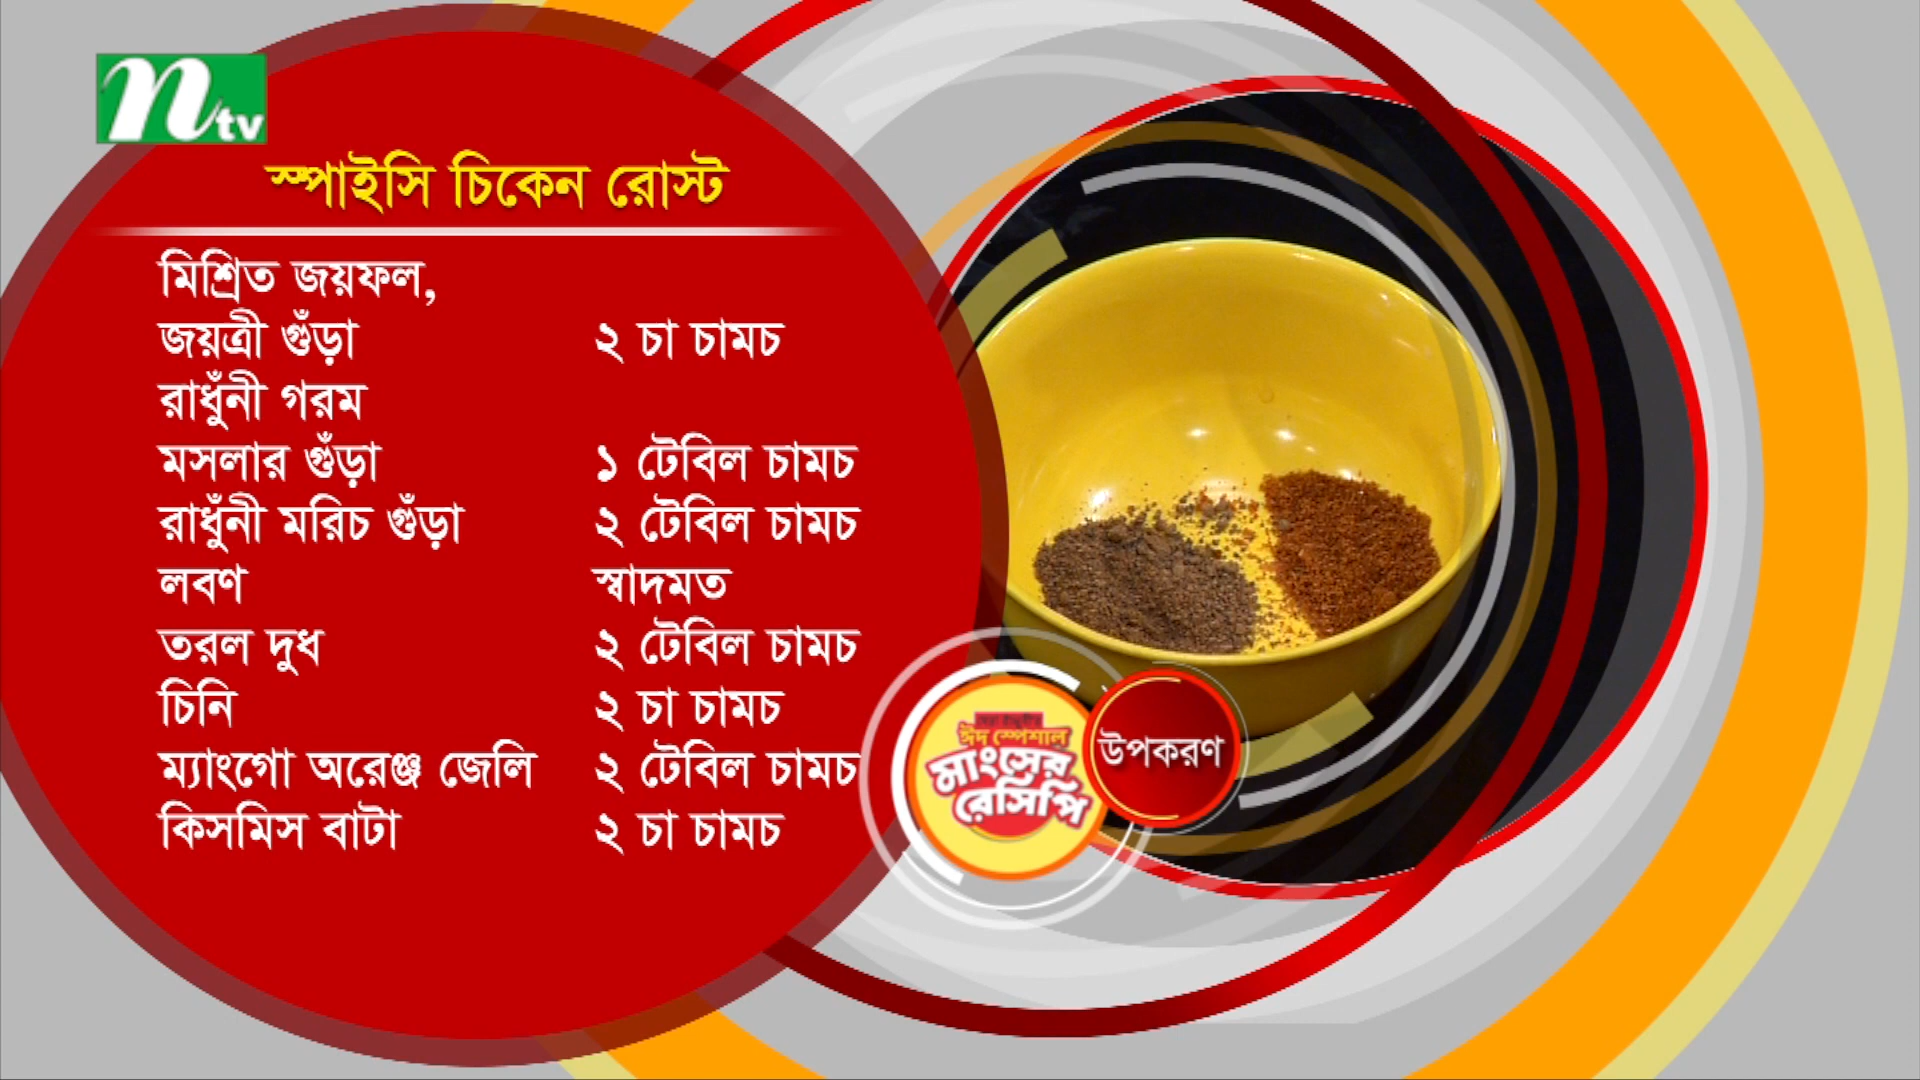 ntv
স্পাইসি চিকেন রোস্ট
মিশ্রিত জয়ফল,
জয়ত্রী গুঁড়া ২ চা চামচ
রাধুঁনী গরম
মসলার গুঁড়া ১ টেবিল চামচ
রাধুঁনী মরিচ গুঁড়া ২ টেবিল চামচ
লবণ স্বাদমত
তরল দুধ ২ টেবিল চামচ
চিনি ২ চা চামচ
ম্যাংগো অরেঞ্জ জেলি ২ টেবিল চামচ
কিসমিস বাটা ২ চা চামচ
ঈদ স্পেশাল
মাংসের
রেসিপি
উপকরণ